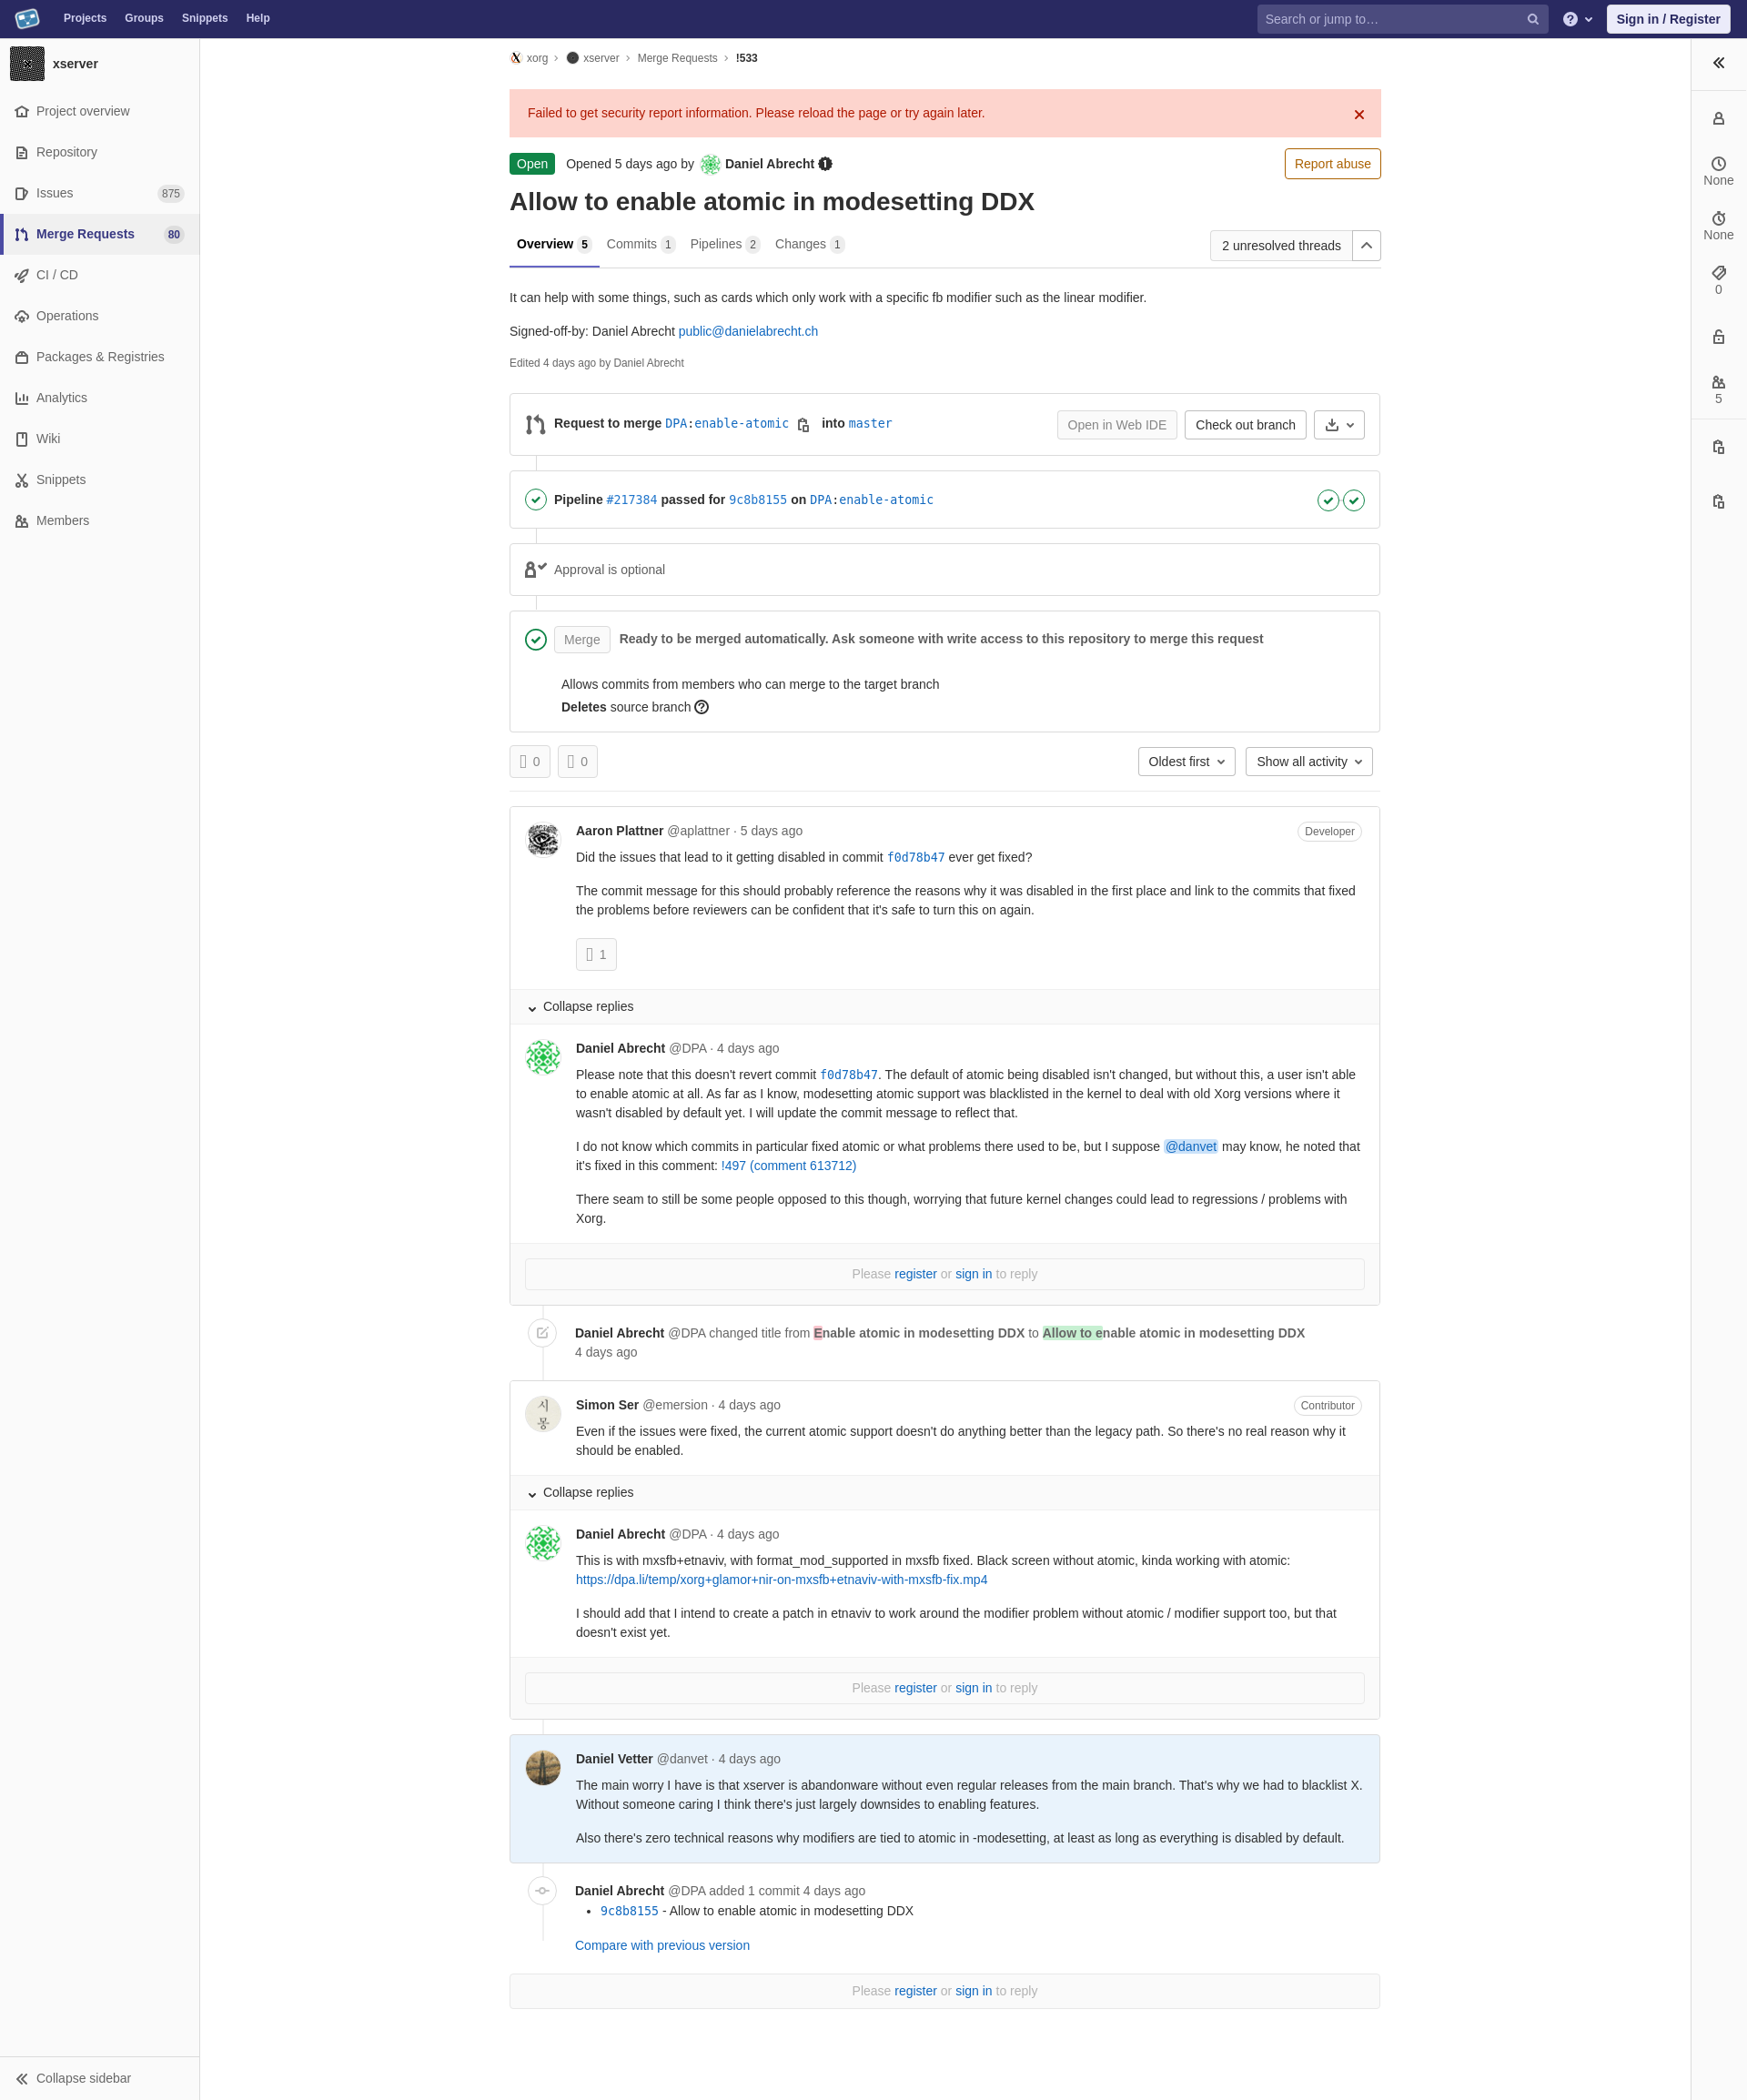 Projects Groups Snippets Help Search or jump to… Sign in / Register
xserver
Project overview
Repository
Issues 875
Merge Requests 80
CI / CD
Operations
Packages & Registries
Analytics
Wiki
Snippets
Members
Collapse sidebar
xorg › xserver › Merge Requests › !533
Failed to get security report information. Please reload the page or try again later.
Open Opened 5 days ago by Daniel Abrecht Report abuse
Allow to enable atomic in modesetting DDX
Overview 5 Commits 1 Pipelines 2 Changes 1 2 unresolved threads
It can help with some things, such as cards which only work with a specific fb modifier such as the linear modifier.
Signed-off-by: Daniel Abrecht public@danielabrecht.ch
Edited 4 days ago by Daniel Abrecht
Request to merge DPA:enable-atomic into master Open in Web IDE Check out branch
Pipeline #217384 passed for 9c8b8155 on DPA:enable-atomic
Approval is optional
Merge Ready to be merged automatically. Ask someone with write access to this repository to merge this request
Allows commits from members who can merge to the target branch
Deletes source branch
0 0 Oldest first Show all activity
Aaron Plattner @aplattner · 5 days ago Developer
Did the issues that lead to it getting disabled in commit f0d78b47 ever get fixed?
The commit message for this should probably reference the reasons why it was disabled in the first place and link to the commits that fixed
the problems before reviewers can be confident that it's safe to turn this on again.
1
Collapse replies
Daniel Abrecht @DPA · 4 days ago
Please note that this doesn't revert commit f0d78b47. The default of atomic being disabled isn't changed, but without this, a user isn't able
to enable atomic at all. As far as I know, modesetting atomic support was blacklisted in the kernel to deal with old Xorg versions where it
wasn't disabled by default yet. I will update the commit message to reflect that.
I do not know which commits in particular fixed atomic or what problems there used to be, but I suppose @danvet may know, he noted that
it's fixed in this comment: !497 (comment 613712)
There seam to still be some people opposed to this though, worrying that future kernel changes could lead to regressions / problems with
Xorg.
Please register or sign in to reply
Daniel Abrecht @DPA changed title from Enable atomic in modesetting DDX to Allow to enable atomic in modesetting DDX
4 days ago
Simon Ser @emersion · 4 days ago Contributor
Even if the issues were fixed, the current atomic support doesn't do anything better than the legacy path. So there's no real reason why it
should be enabled.
Collapse replies
Daniel Abrecht @DPA · 4 days ago
This is with mxsfb+etnaviv, with format_mod_supported in mxsfb fixed. Black screen without atomic, kinda working with atomic:
https://dpa.li/temp/xorg+glamor+nir-on-mxsfb+etnaviv-with-mxsfb-fix.mp4
I should add that I intend to create a patch in etnaviv to work around the modifier problem without atomic / modifier support too, but that
doesn't exist yet.
Please register or sign in to reply
Daniel Vetter @danvet · 4 days ago
The main worry I have is that xserver is abandonware without even regular releases from the main branch. That's why we had to blacklist X.
Without someone caring I think there's just largely downsides to enabling features.
Also there's zero technical reasons why modifiers are tied to atomic in -modesetting, at least as long as everything is disabled by default.
Daniel Abrecht @DPA added 1 commit 4 days ago
• 9c8b8155 - Allow to enable atomic in modesetting DDX
Compare with previous version
Please register or sign in to reply
None
None
0
5
시
몽